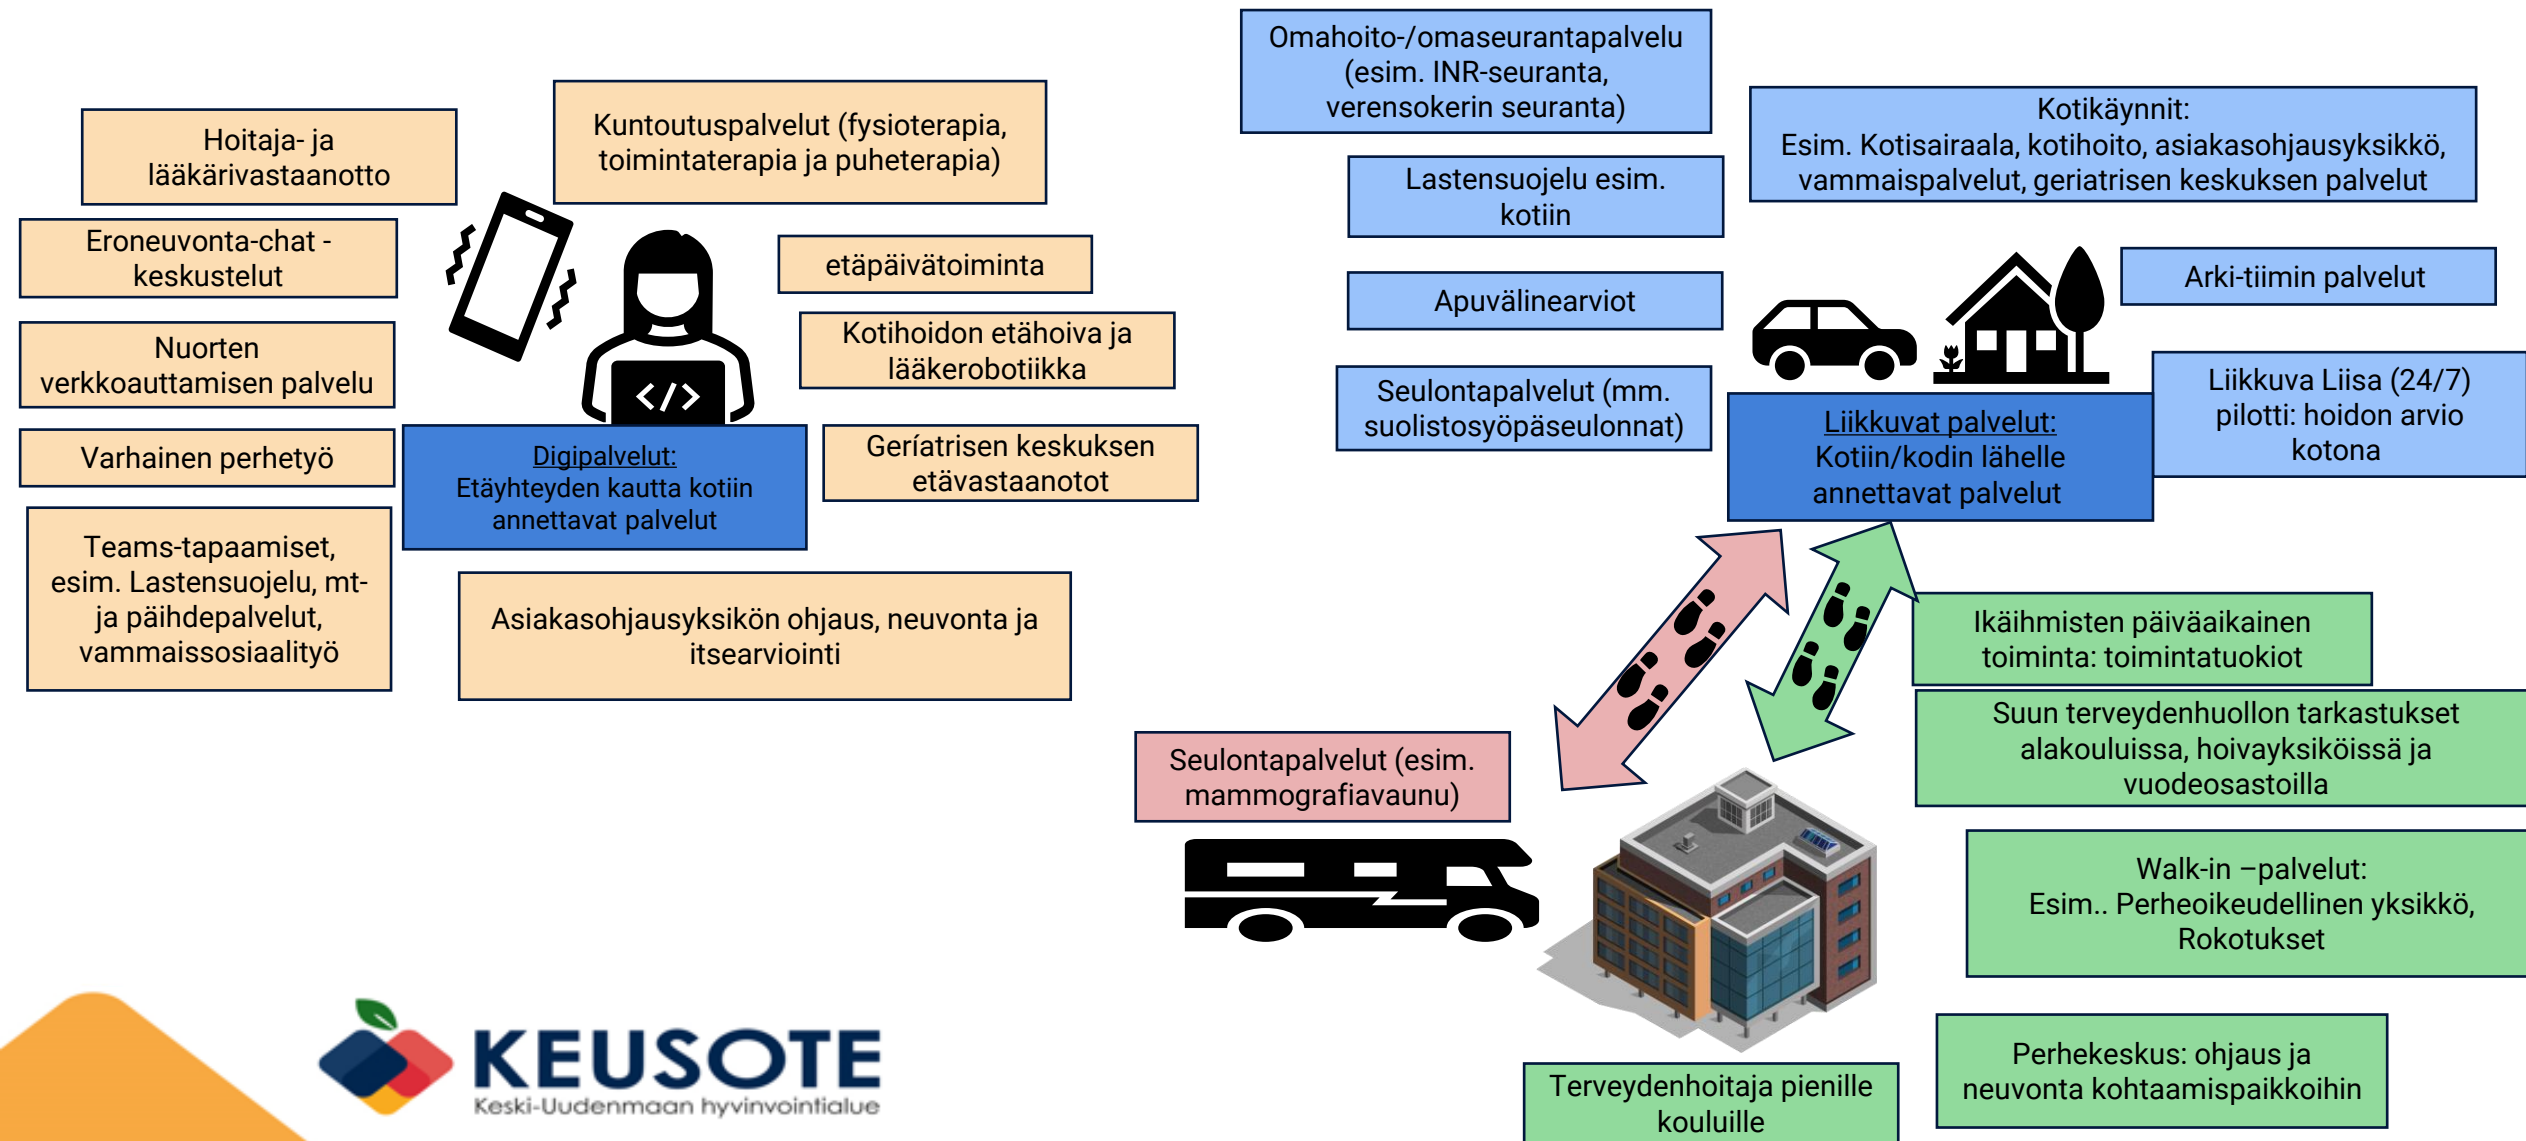 Hoitaja- ja
lääkärivastaanotto
Kuntoutuspalvelut (fysioterapia,
toimintaterapia ja puheterapia)
Eroneuvonta-chat -
keskustelut
etäpäivätoiminta
Nuorten
verkkoauttamisen palvelu
Kotihoidon etähoiva ja
lääkerobotiikka
Varhainen perhetyö
</>
Digipalvelut:
Etäyhteyden kautta kotiin
annettavat palvelut
Geríatrisen keskuksen
etävastaanotot
Teams-tapaamiset,
esim. Lastensuojelu, mt-
ja päihdepalvelut,
vammaissosiaalityö
Asiakasohjausyksikön ohjaus, neuvonta ja
itsearviointi
Omahoito-/omaseurantapalvelu
(esim. INR-seuranta,
verensokerin seuranta)
Kotikäynnit:
Esim. Kotisairaala, kotihoito, asiakasohjausyksikkö,
vammaispalvelut, geriatrisen keskuksen palvelut
Lastensuojelu esim.
kotiin
Apuvälinearviot
Arki-tiimin palvelut
Seulontapalvelut (mm.
suolistosyöpäseulonnat)
Liikkuvat palvelut:
Kotiin/kodin lähelle
annettavat palvelut
Liikkuva Liisa (24/7)
pilotti: hoidon arvio
kotona
Ikäihmisten päiväaikainen
toiminta: toimintatuokiot
Suun terveydenhuollon tarkastukset
alakouluissa, hoivayksiköissä ja
vuodeosastoilla
Seulontapalvelut (esim.
mammografiavaunu)
Walk-in –palvelut:
Esim.. Perheoikeudellinen yksikkö,
Rokotukset
Perhekeskus: ohjaus ja
neuvonta kohtaamispaikkoihin
Terveydenhoitaja pienille
kouluille
KEUSOTE
Keski-Uudenmaan hyvinvointialue